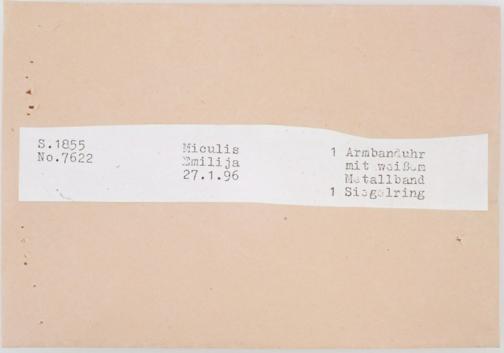 S.1855
No.7622
Miculis
Emilija
27.1.96
1 Armbanduhr
mit weißem
Metallband
1 Siegelring